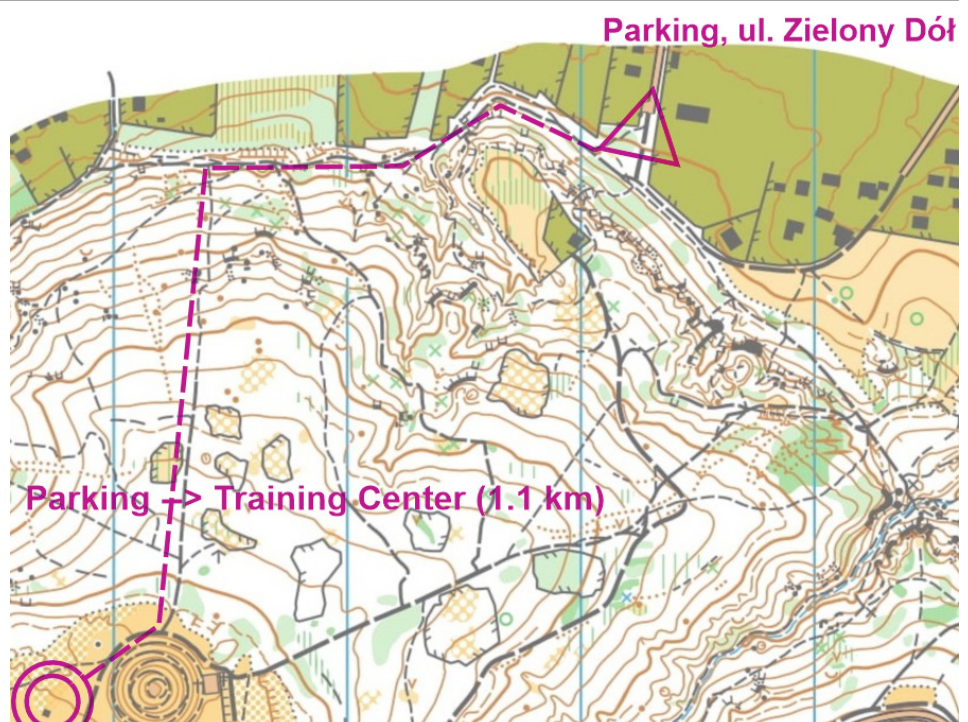 Parking, ul. Zielony Dół
Parking --> Training Center (1.1 km)